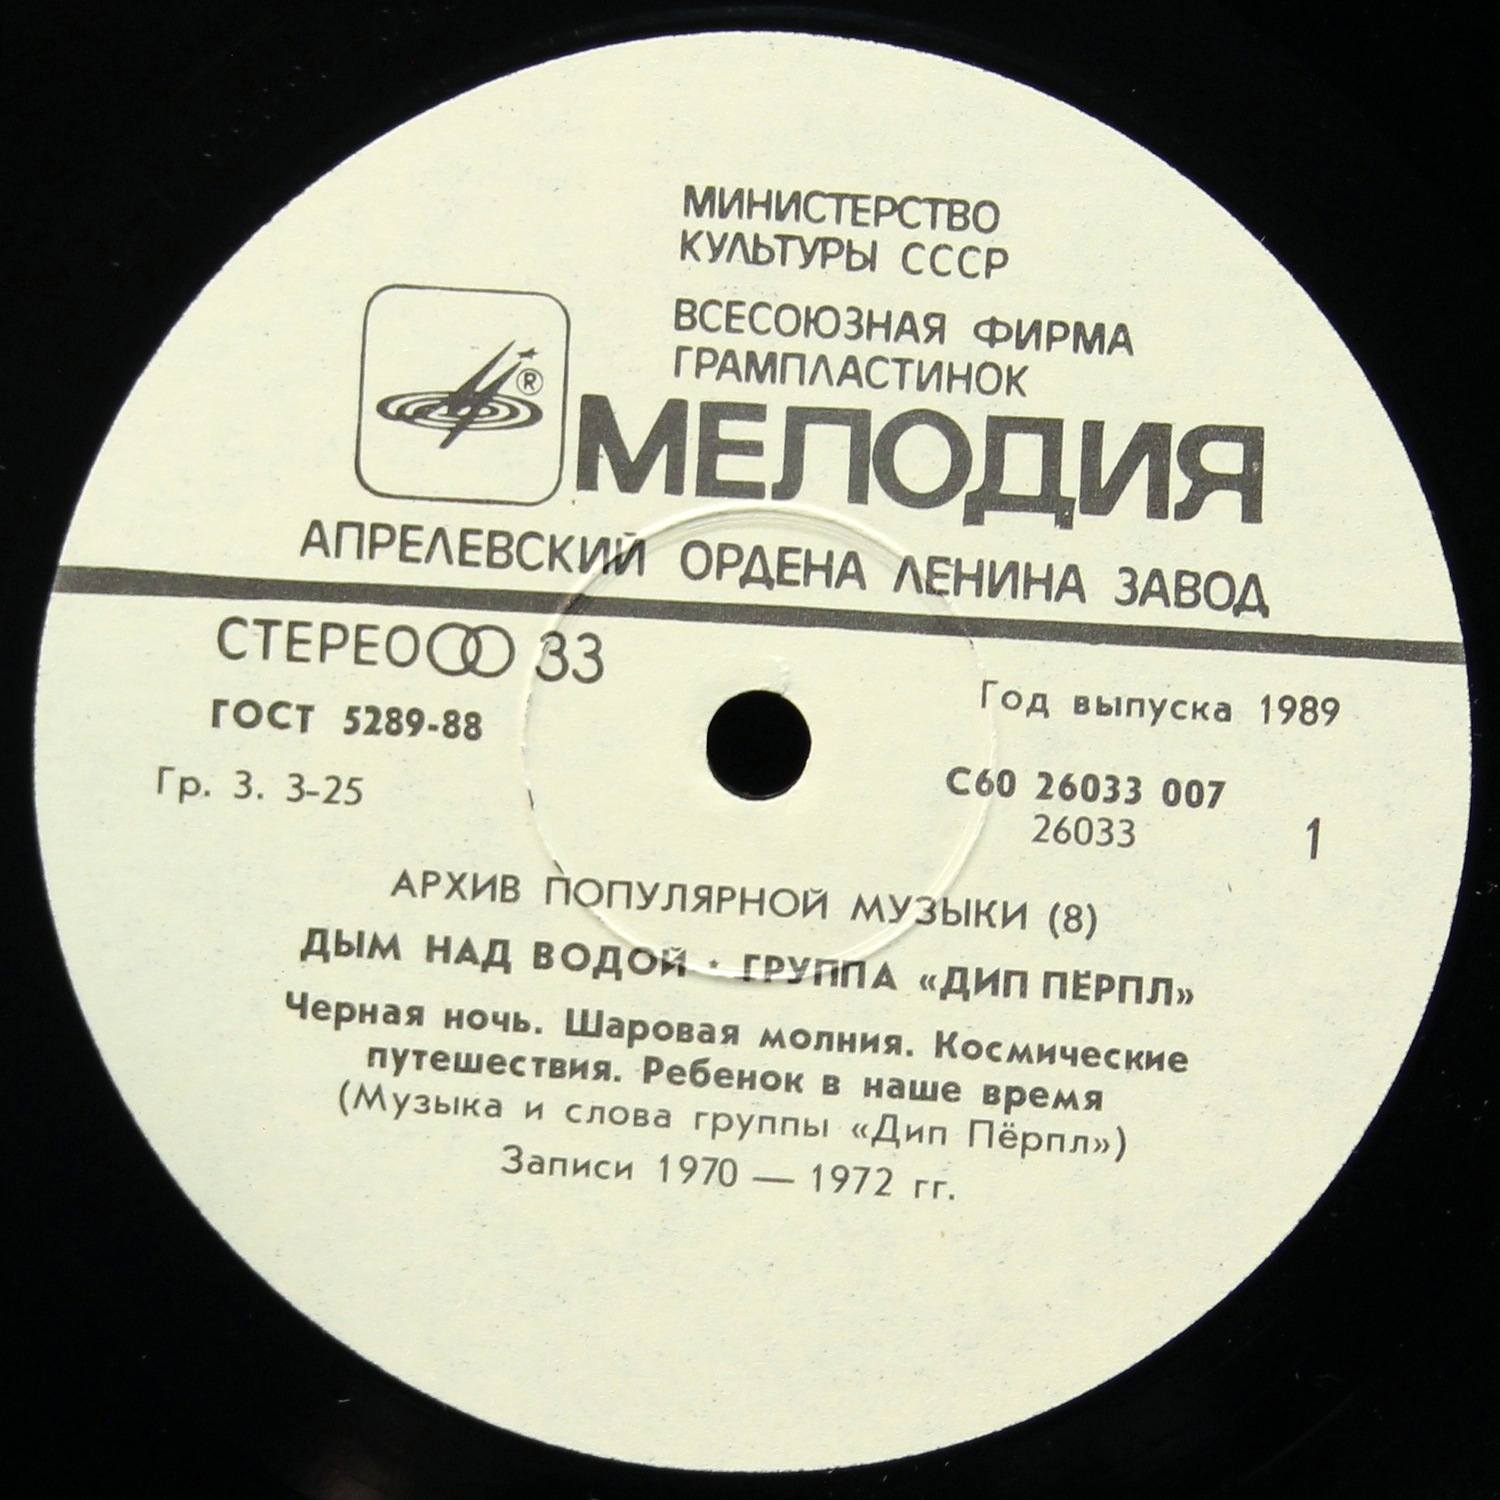 МИНИСТЕРСТВО
КУЛЬТУРЫ СССР
ВСЕСОЮЗНАЯ ФИРМА
ГРАМПЛАСТИНОК
®
МЕЛОДИЯ
АПРЕЛЕВСКИЙ ОРДЕНА ЛЕНИНА ЗАВОД
СТЕРЕО 33
ГОСТ 5289-88
Год выпуска 1989
Гр. 3. 3-25
С60 26033 007
26033
1
АРХИВ ПОПУЛЯРНОЙ МУЗЫКИ (8)
ДЫМ НАД ВОДОЙ • ГРУППА «ДИП ПЁРПЛ»
Черная ночь. Шаровая молния. Космические
путешествия. Ребенок в наше время
(Музыка и слова группы «Дип Пёрпл»)
Записи 1970 — 1972 гг.